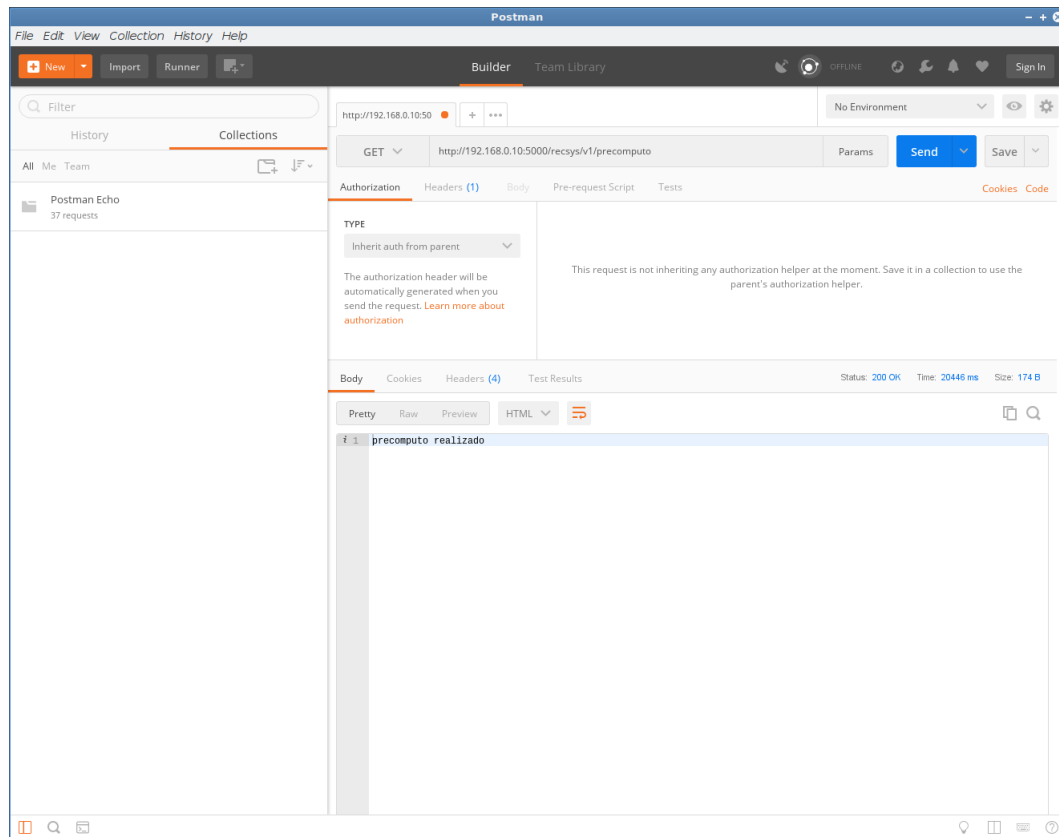 Postman
File Edit View Collection History Help
New Import Runner Builder Team Library OFFLINE Sign In
Filter
History Collections
All Me Team
Postman Echo
37 requests
http://192.168.0.10:50
No Environment
GET http://192.168.0.10:5000/recsys/v1/precomputo Params Send Save
Authorization Headers (1) Body Pre-request Script Tests Cookies Code
TYPE
Inherit auth from parent
The authorization header will be
automatically generated when you
send the request. Learn more about
authorization
This request is not inheriting any authorization helper at the moment. Save it in a collection to use the
parent's authorization helper.
Body Cookies Headers (4) Test Results Status: 200 OK Time: 20446 ms Size: 174 B
Pretty Raw Preview HTML
i 1 precomputo realizado